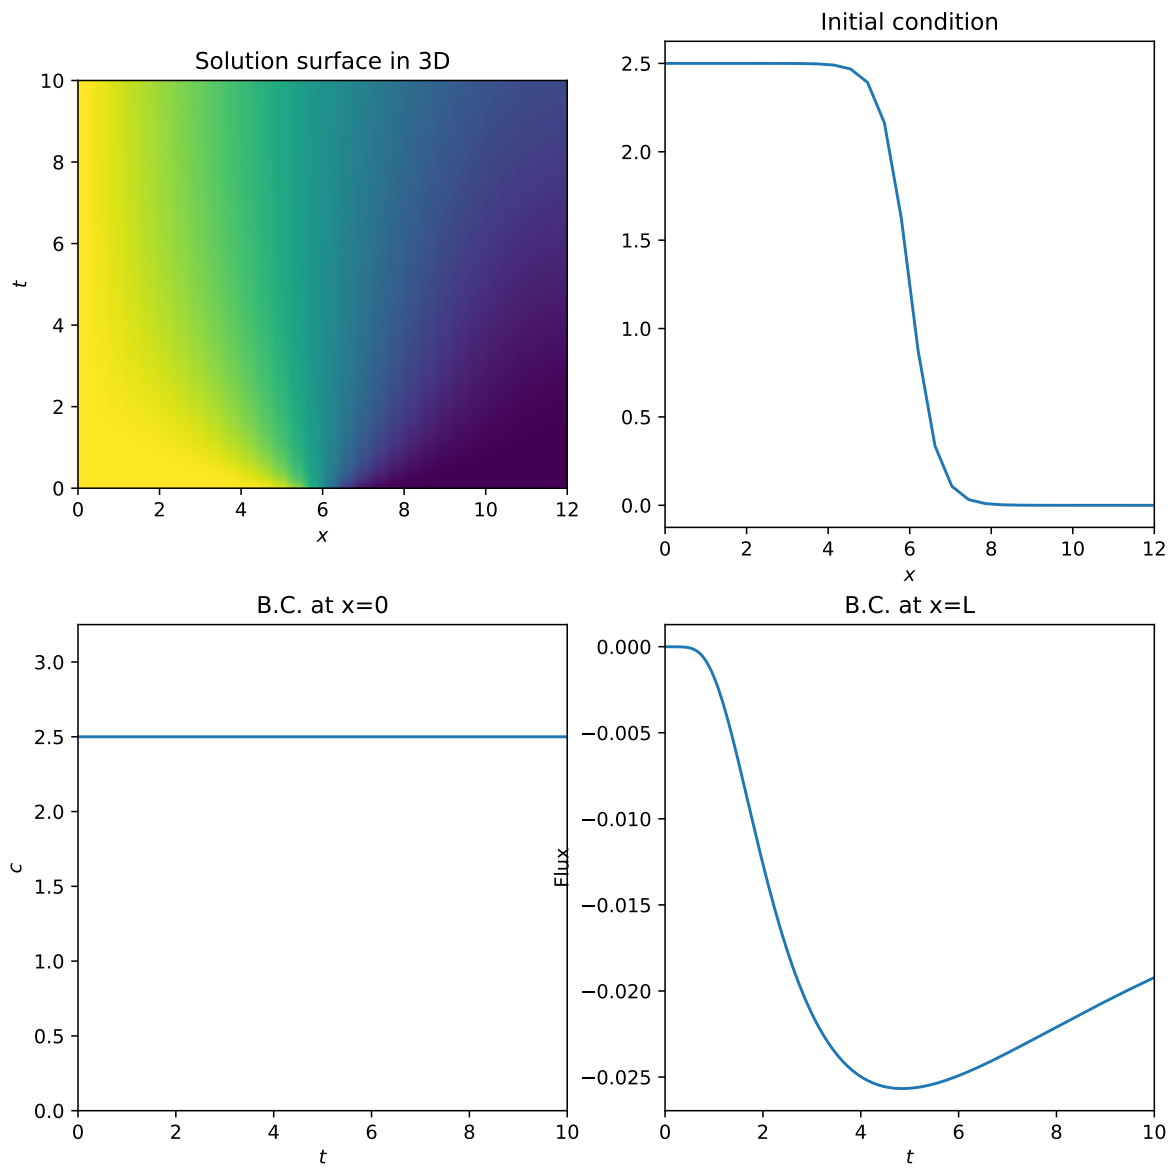 Solution surface in 3D
10
8
6
4
2
0
t
0 2 4 6 8 10 12
x
Initial condition
2.5
2.0
1.5
1.0
0.5
0.0
0 2 4 6 8 10 12
x
B.C. at x=0
3.0
2.5
2.0
1.5
1.0
0.5
0.0
c
0 2 4 6 8 10
t
B.C. at x=L
0.000
−0.005
−0.010
−0.015
−0.020
−0.025
Flux
0 2 4 6 8 10
t